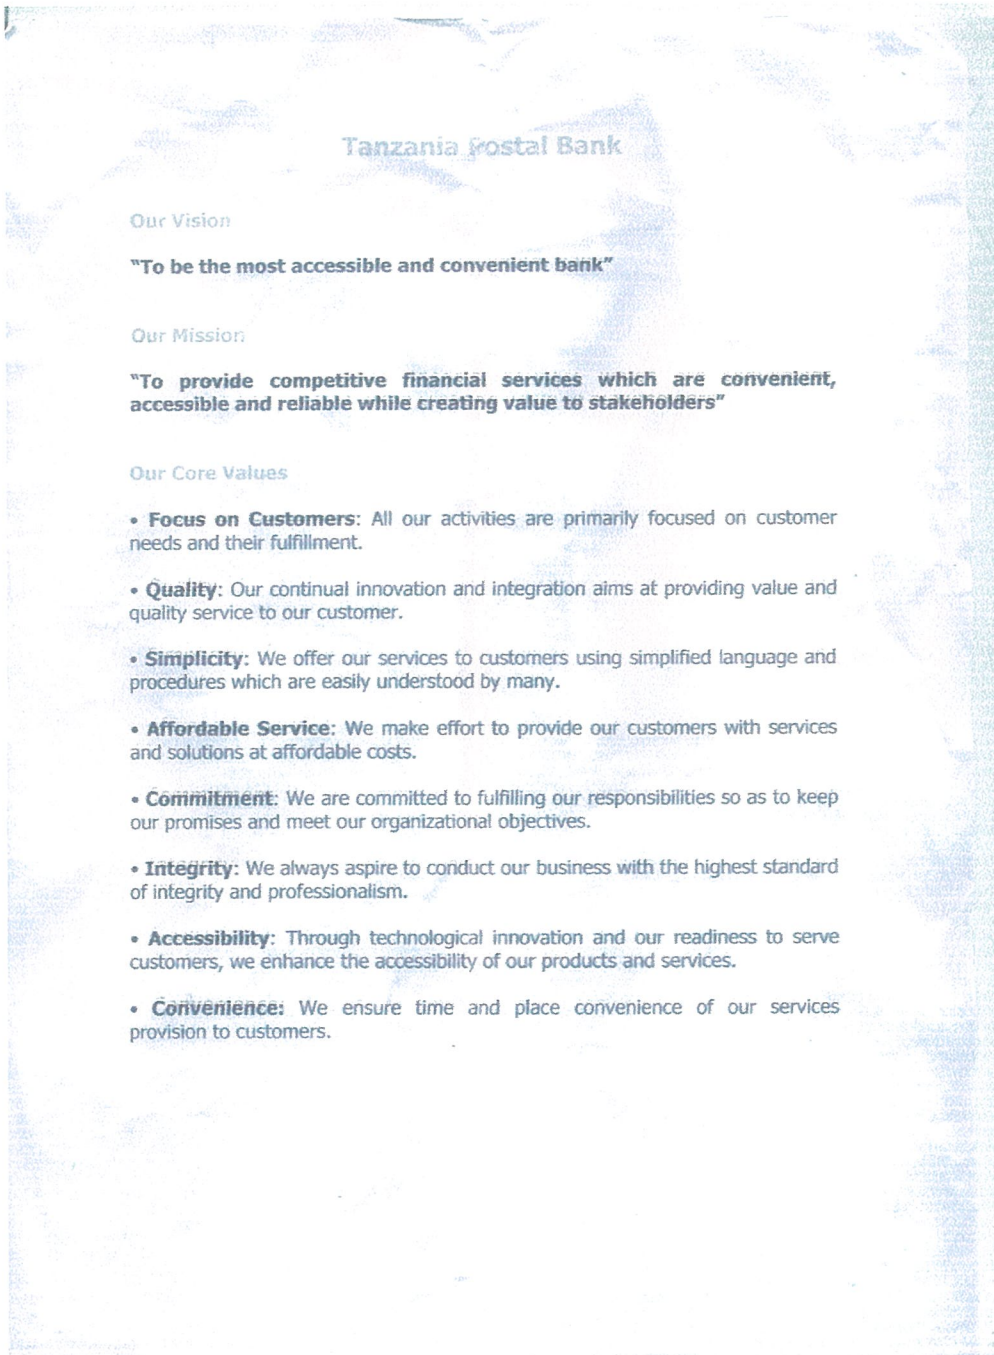 Tanzania Postal Bank
Our Vision
"To be the most accessible and convenient bank"
Our Mission
"To provide competitive financial services which are convenient,
accessible and reliable while creating value to stakeholders"
Our Core Values
• Focus on Customers: All our activities are primarily focused on customer
needs and their fulfillment.
• Quality: Our continual innovation and integration aims at providing value and
quality service to our customer.
• Simplicity: We offer our services to customers using simplified language and
procedures which are easily understood by many.
• Affordable Service: We make effort to provide our customers with services
and solutions at affordable costs.
• Commitment: We are committed to fulfilling our responsibilities so as to keep
our promises and meet our organizational objectives.
• Integrity: We always aspire to conduct our business with the highest standard
of integrity and professionalism.
• Accessibility: Through technological innovation and our readiness to serve
customers, we enhance the accessibility of our products and services.
• Convenience: We ensure time and place convenience of our services
provision to customers.